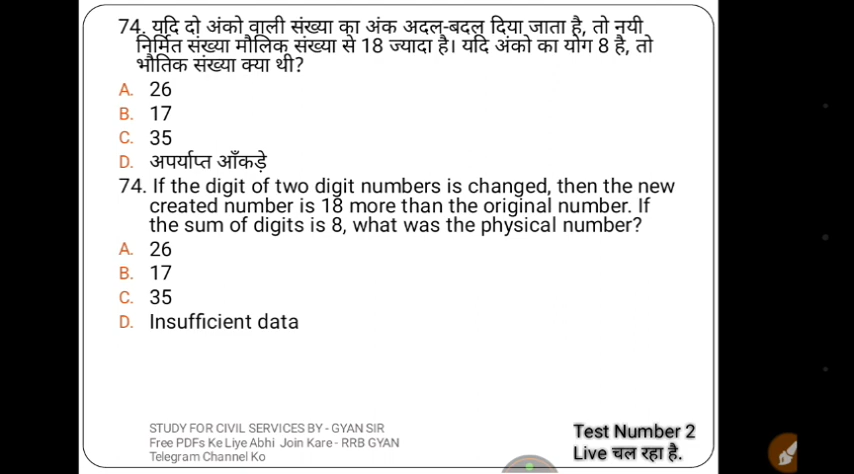 74. यदि दो अंको वाली संख्या का अंक अदल-बदल दिया जाता है, तो नयी
निर्मित संख्या मौलिक संख्या से 18 ज्यादा है। यदि अंको का योग 8 है, तो
भौतिक संख्या क्या थी?
A. 26
B. 17
C. 35
D. अपर्याप्त आँकड़े
74. If the digit of two digit numbers is changed, then the new
created number is 18 more than the original number. If
the sum of digits is 8, what was the physical number?
A. 26
B. 17
C. 35
D. Insufficient data
STUDY FOR CIVIL SERVICES BY - GYAN SIR
Free PDFs Ke Liye Abhi Join Kare - RRB GYAN
Telegram Channel Ko
Test Number 2
Live चल रहा है.